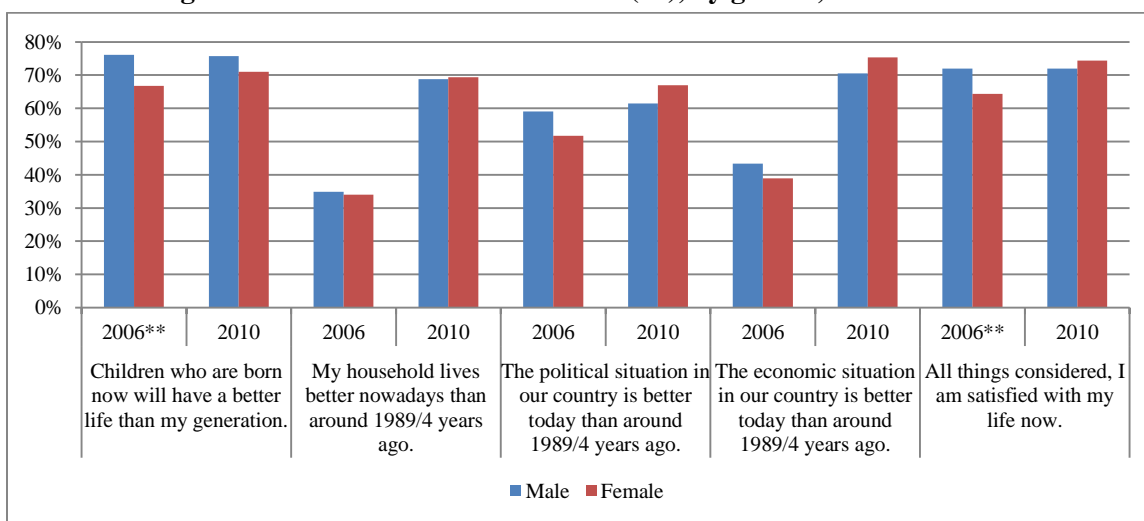 80%
70%
60%
50%
40%
30%
20%
10%
0%
2006** 2010 2006 2010 2006 2010 2006 2010 2006** 2010
Children who are born
now will have a better
life than my generation.
My household lives
better nowadays than
around 1989/4 years
ago.
The political situation in
our country is better
today than around
1989/4 years ago.
The economic situation
in our country is better
today than around
1989/4 years ago.
All things considered, I
am satisfied with my
life now.
Male Female